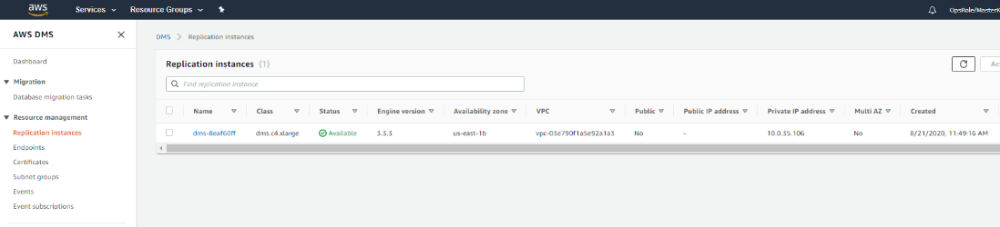 aws Services Resource Groups OpsRole/MasterK
AWS DMS
DMS > Replication instances
Dashboard
Migration
Database migration tasks
Resource management
Replication instances
Endpoints
Certificates
Subnet groups
Events
Event subscriptions
Replication instances (1)
Ac
Find replication instance
Name Class Status Engine version Availability zone VPC Public Public IP address Private IP address Multi AZ Created
dms-8eaf60ff dms.c4.xlarge Available 3.3.3 us-east-1b vpc-03e790f1a5e92a1a3 No - 10.0.35.106 No 8/21/2020, 11:49:16 AM